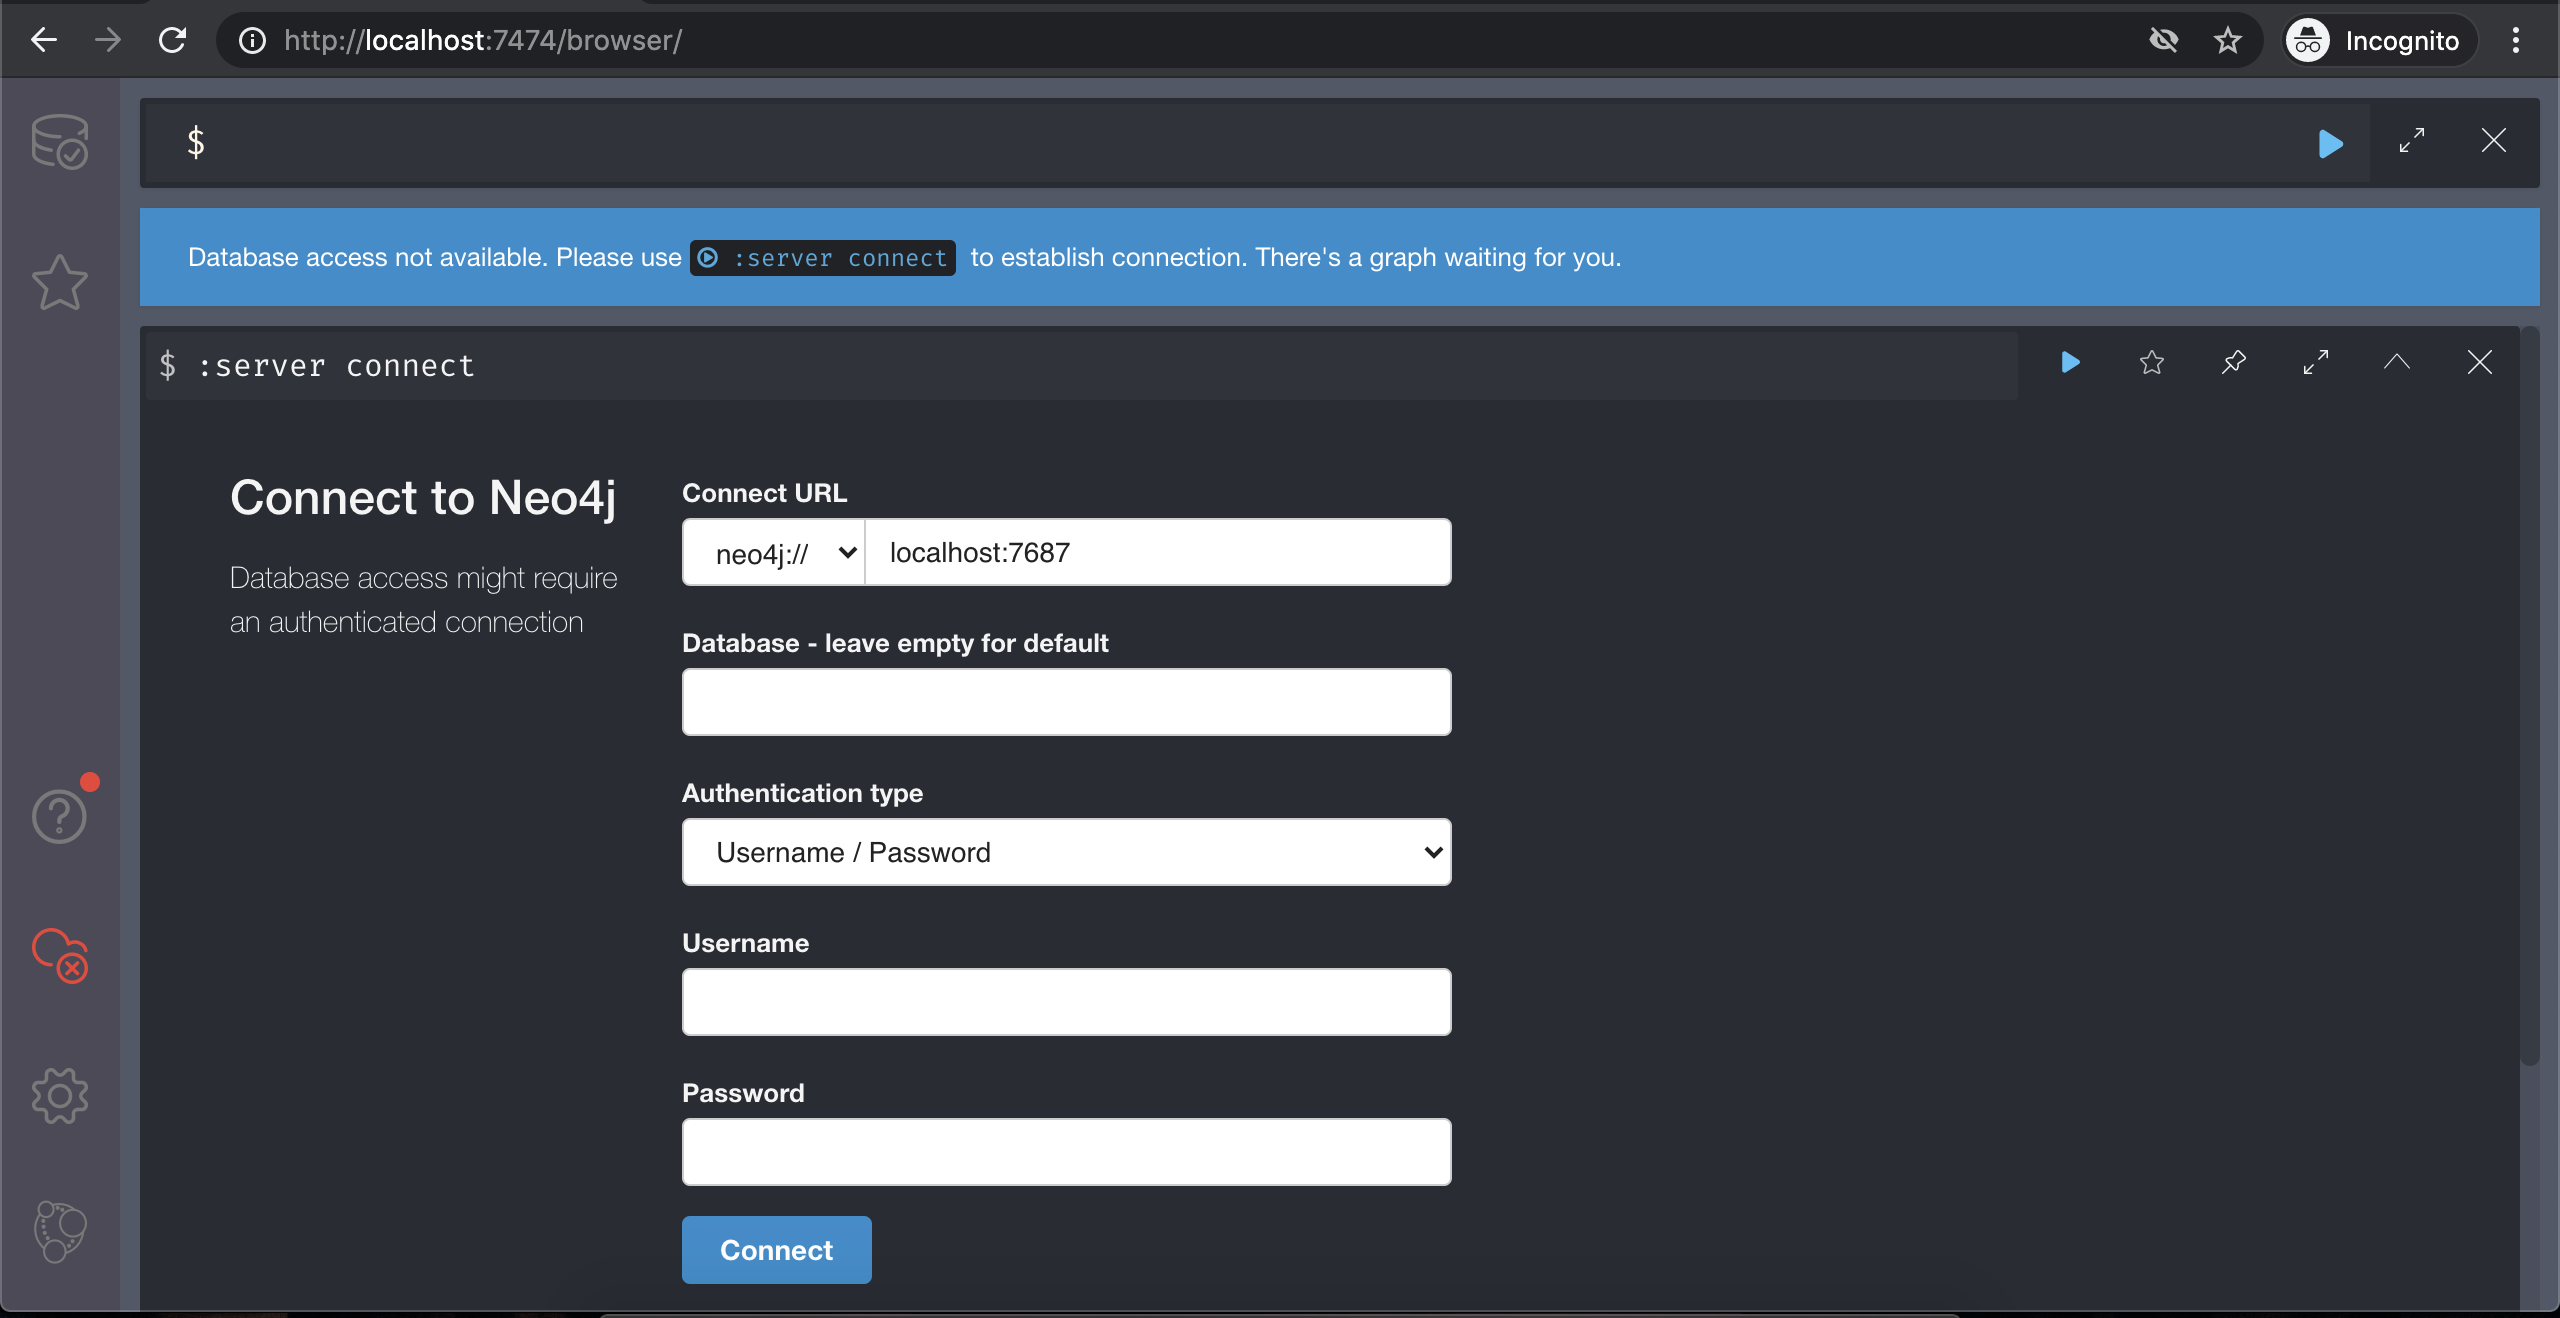 http://localhost:7474/browser/
Incognito
$
Database access not available. Please use :server connect to establish connection. There's a graph waiting for you.
$ :server connect
Connect to Neo4j
Database access might require
an authenticated connection
Connect URL
neo4j://
localhost:7687
Database - leave empty for default
Authentication type
Username / Password
Username
Password
Connect